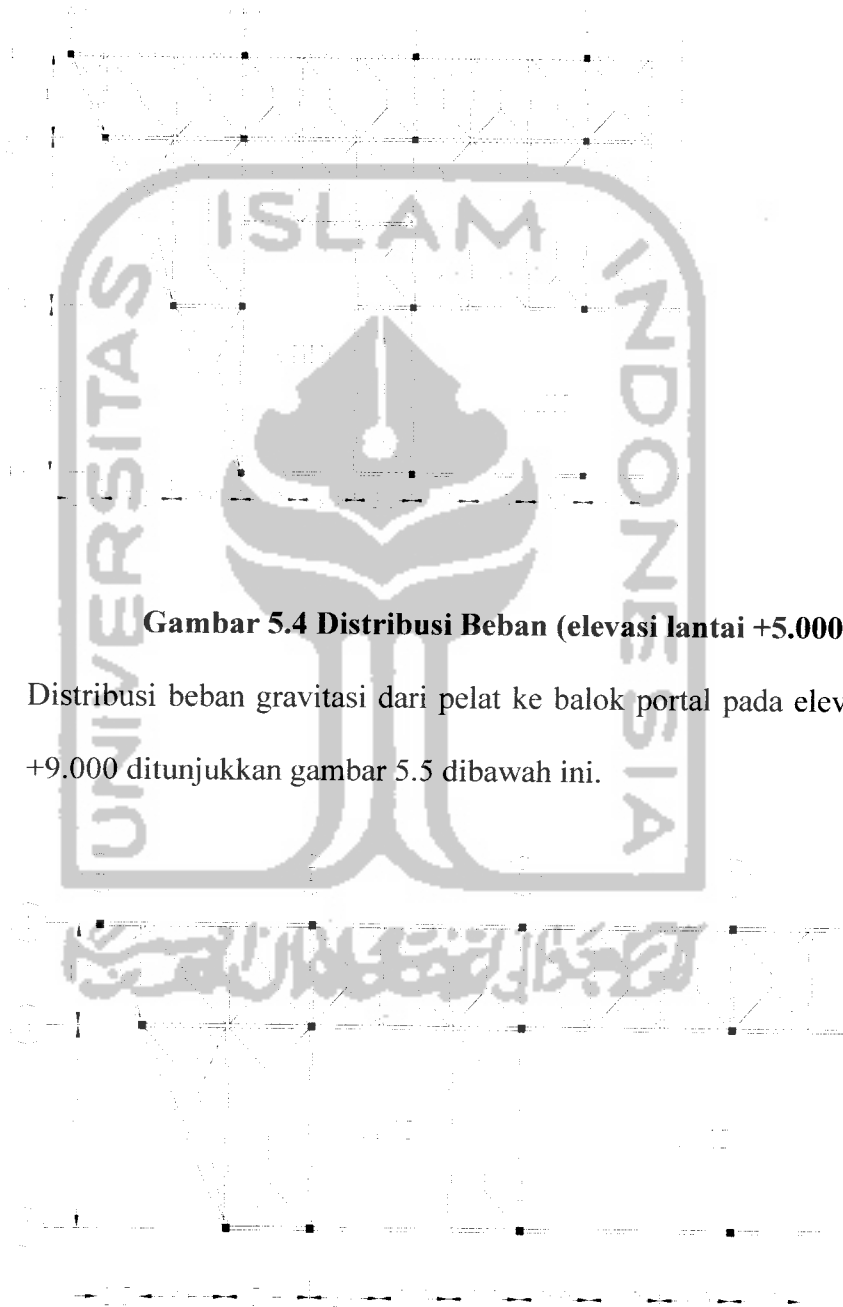 ISLAM
UNIVERSITAS
INDONESIA
Gambar 5.4 Distribusi Beban (elevasi lantai +5.000
Distribusi beban gravitasi dari pelat ke balok portal pada elev
+9.000 ditunjukkan gambar 5.5 dibawah ini.